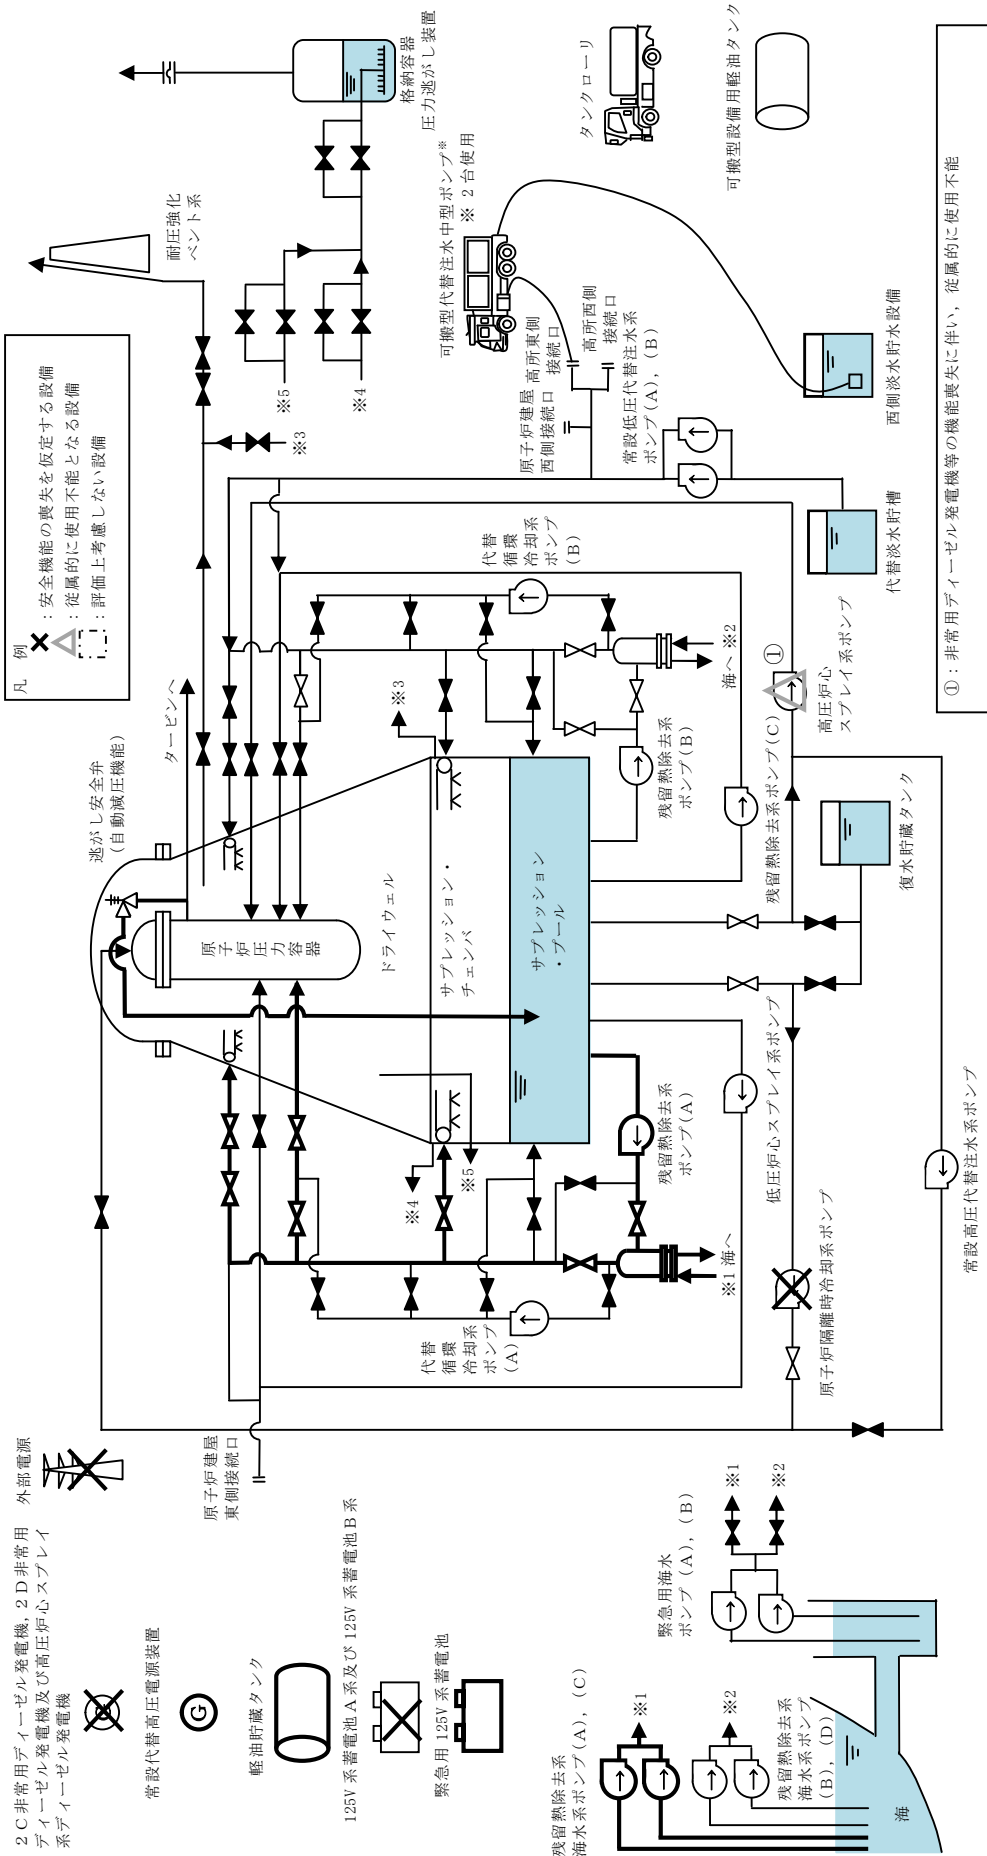 2C非常用ディーゼル発電機,2D非常用
ディーゼル発電機及び高圧炉心スプレイ
系ディーゼル発電機
外部電源
常設代替高圧電源装置
G
軽油貯蔵タンク
125V系蓄電池A系及び125V系蓄電池B系
緊急用125V系蓄電池
残留熱除去系
海水系ポンプ(A),(C)
※1
※2
残留熱除去系
海水系ポンプ
(B),(D)
海
緊急用海水
ポンプ(A),(B)
※1
※2
原子炉建屋
東側接続口
代替
循環
冷却系
ポンプ
(A)
※4
※5
※1
海へ
残留熱除去系
ポンプ(A)
低圧炉心スプレイ系ポンプ
原子炉隔離時冷却系ポンプ
常設高圧代替注水系ポンプ
逃がし安全弁
(自動減圧機能)
タービンへ
原子炉圧力容器
ドライウェル
サプレッション・
チェンバ
サプレッション
・プール
※3
残留熱除去系
ポンプ(B)
海へ
※2
残留熱除去系ポンプ(C)
高圧炉心
スプレイ系ポンプ
①
復水貯蔵タンク
代替
循環
冷却系
ポンプ
(B)
代替淡水貯槽
西側淡水貯水設備
常設低圧代替注水系
ポンプ(A),(B)
原子炉建屋
西側接続口
高所東側
接続口
高所西側
接続口
可搬型代替注水中型ポンプ※
※2台使用
タンクローリ
可搬型設備用軽油タンク
※3
※5
※4
耐圧強化
ベント系
格納容器
圧力逃がし装置
凡 例
:安全機能の喪失を仮定する設備
:従属的に使用不能となる設備
:評価上考慮しない設備
①:非常用ディーゼル発電機等の機能喪失に伴い,従属的に使用不能